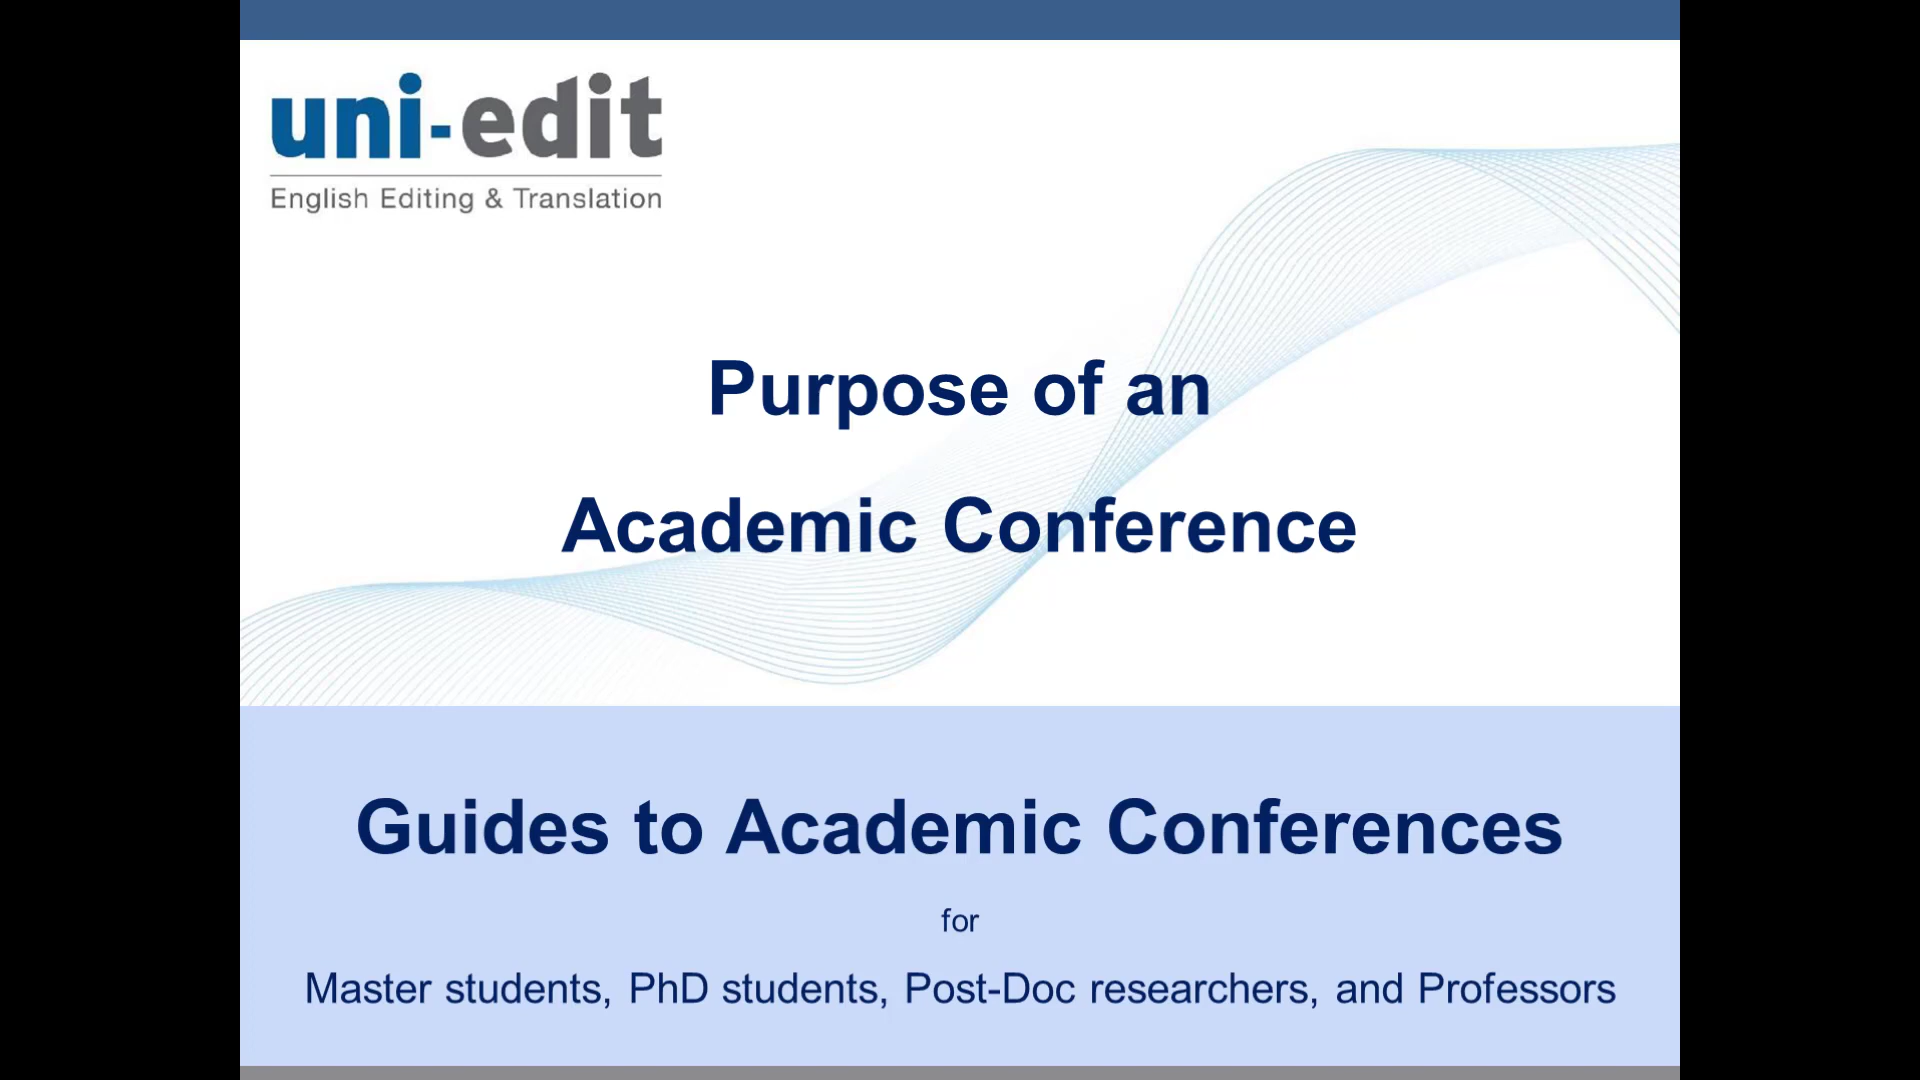 uni-edit
English Editing & Translation
Purpose of an
Academic Conference
Guides to Academic Conferences
for
Master students, PhD students, Post-Doc researchers, and Professors